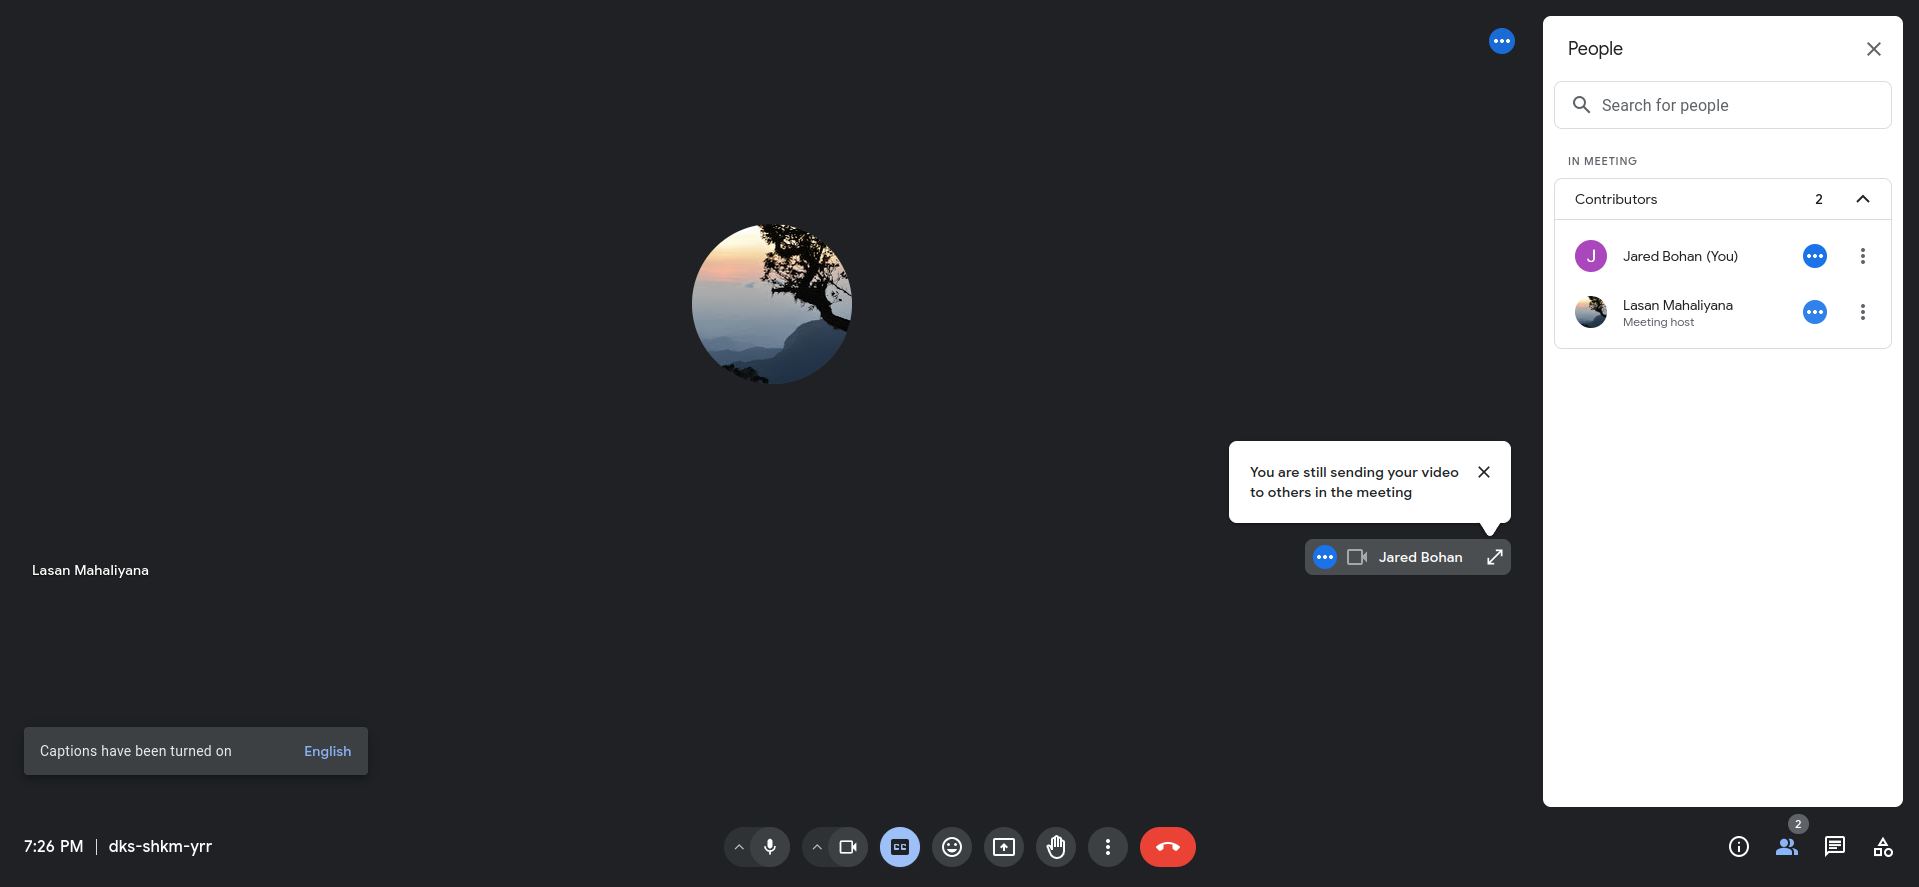 People
Search for people
IN MEETING
Contributors 2
J Jared Bohan (You)
Lasan Mahaliyana
Meeting host
You are still sending your video
to others in the meeting
Jared Bohan
Lasan Mahaliyana
Captions have been turned on English
7:26 PM | dks-shkm-yrr
CC
2